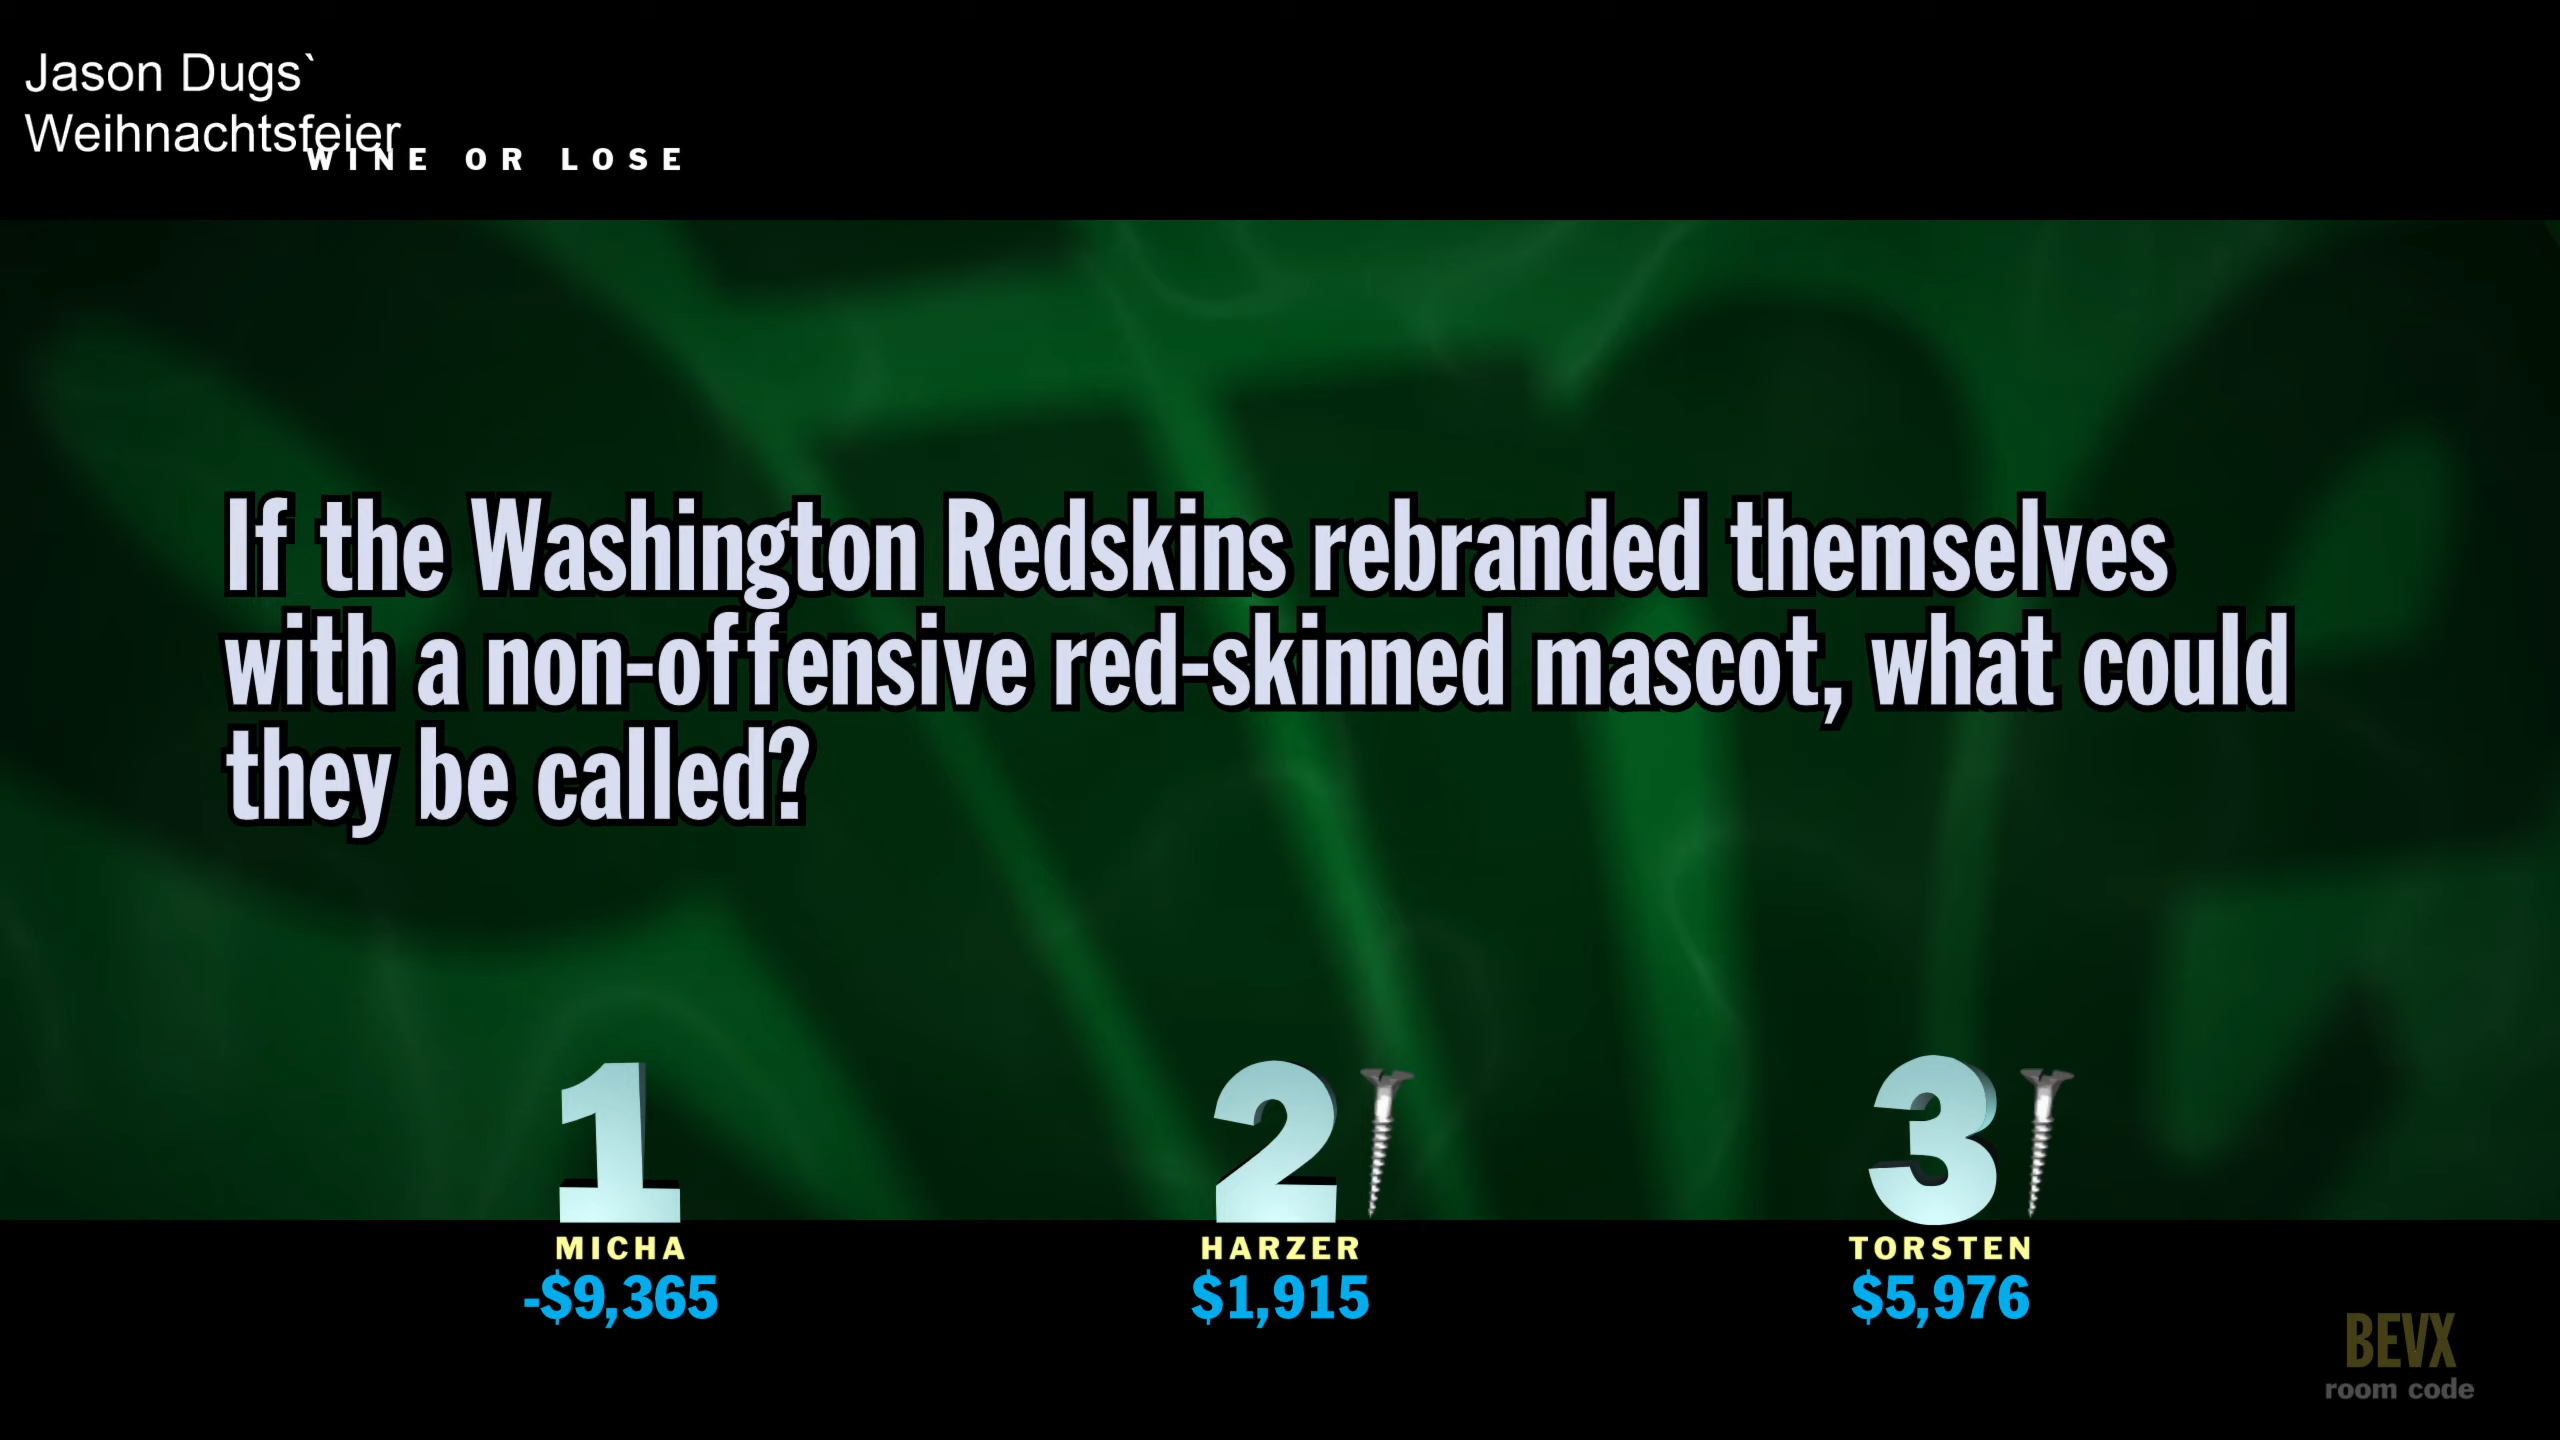 Jason Dugs`
Weihnachtsfeier
WINE OR LOSE
If the Washington Redskins rebranded themselves
with a non-offensive red-skinned mascot, what could
they be called?
1
2
3
MICHA
HARZER
TORSTEN
-$9,365
$1,915
$5,976
BEVX
room code